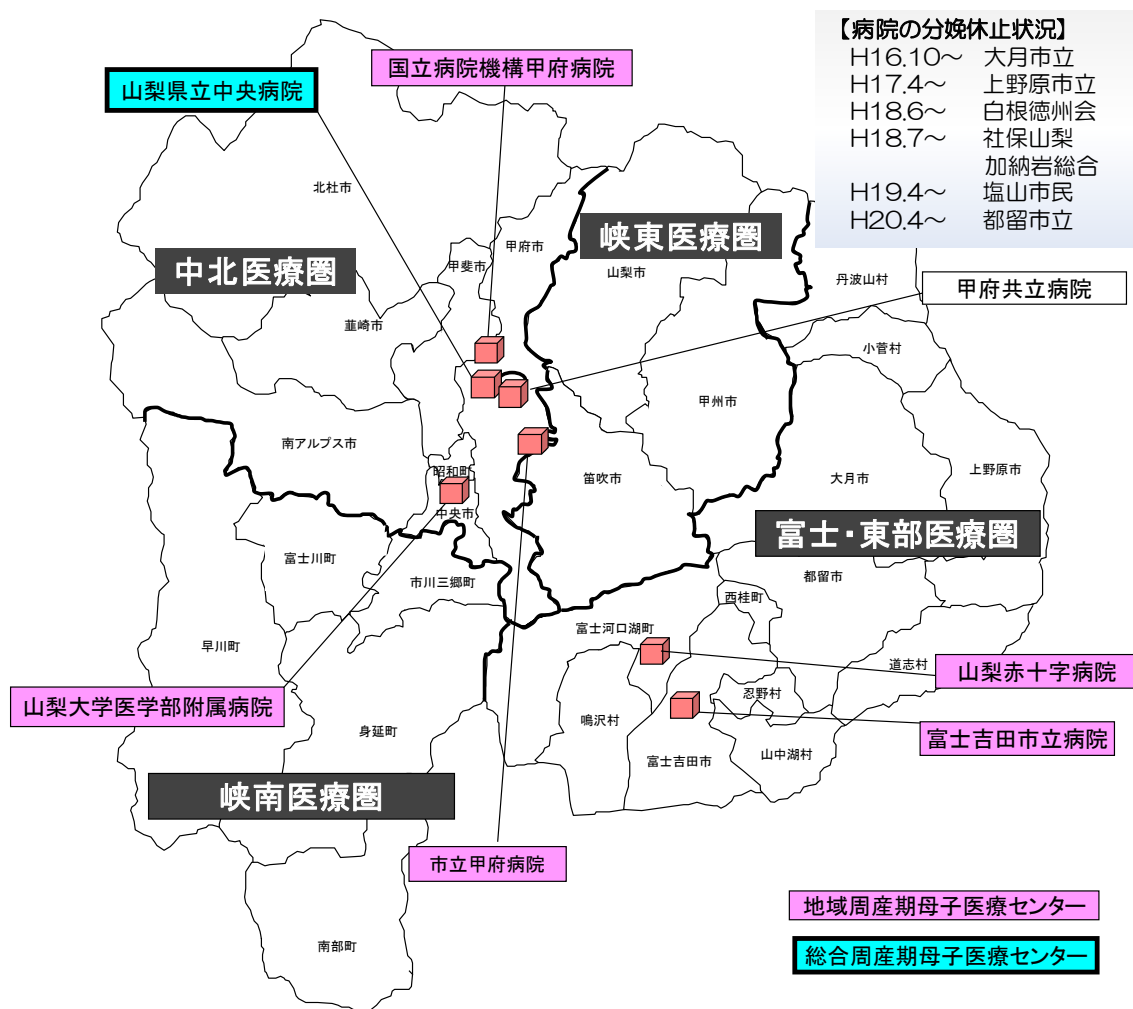 【病院の分娩休止状況】
H16.10～ 大月市立
H17.4～ 上野原市立
H18.6～ 白根徳州会
H18.7～ 社保山梨
加納岩総合
H19.4～ 塩山市民
H20.4～ 都留市立
国立病院機構甲府病院
山梨県立中央病院
北杜市
甲府市
峡東医療圏
甲斐市
山梨市
中北医療圏
丹波山村
甲府共立病院
韮崎市
小菅村
甲州市
南アルプス市
昭和町
笛吹市
大月市
上野原市
中央市
富士・東部医療圏
富士川町
市川三郷町
都留市
西桂町
富士河口湖町
早川町
道志村
山梨赤十字病院
山梨大学医学部附属病院
忍野村
鳴沢村
身延町
富士吉田市立病院
富士吉田市
山中湖村
峡南医療圏
市立甲府病院
地域周産期母子医療センター
南部町
総合周産期母子医療センター